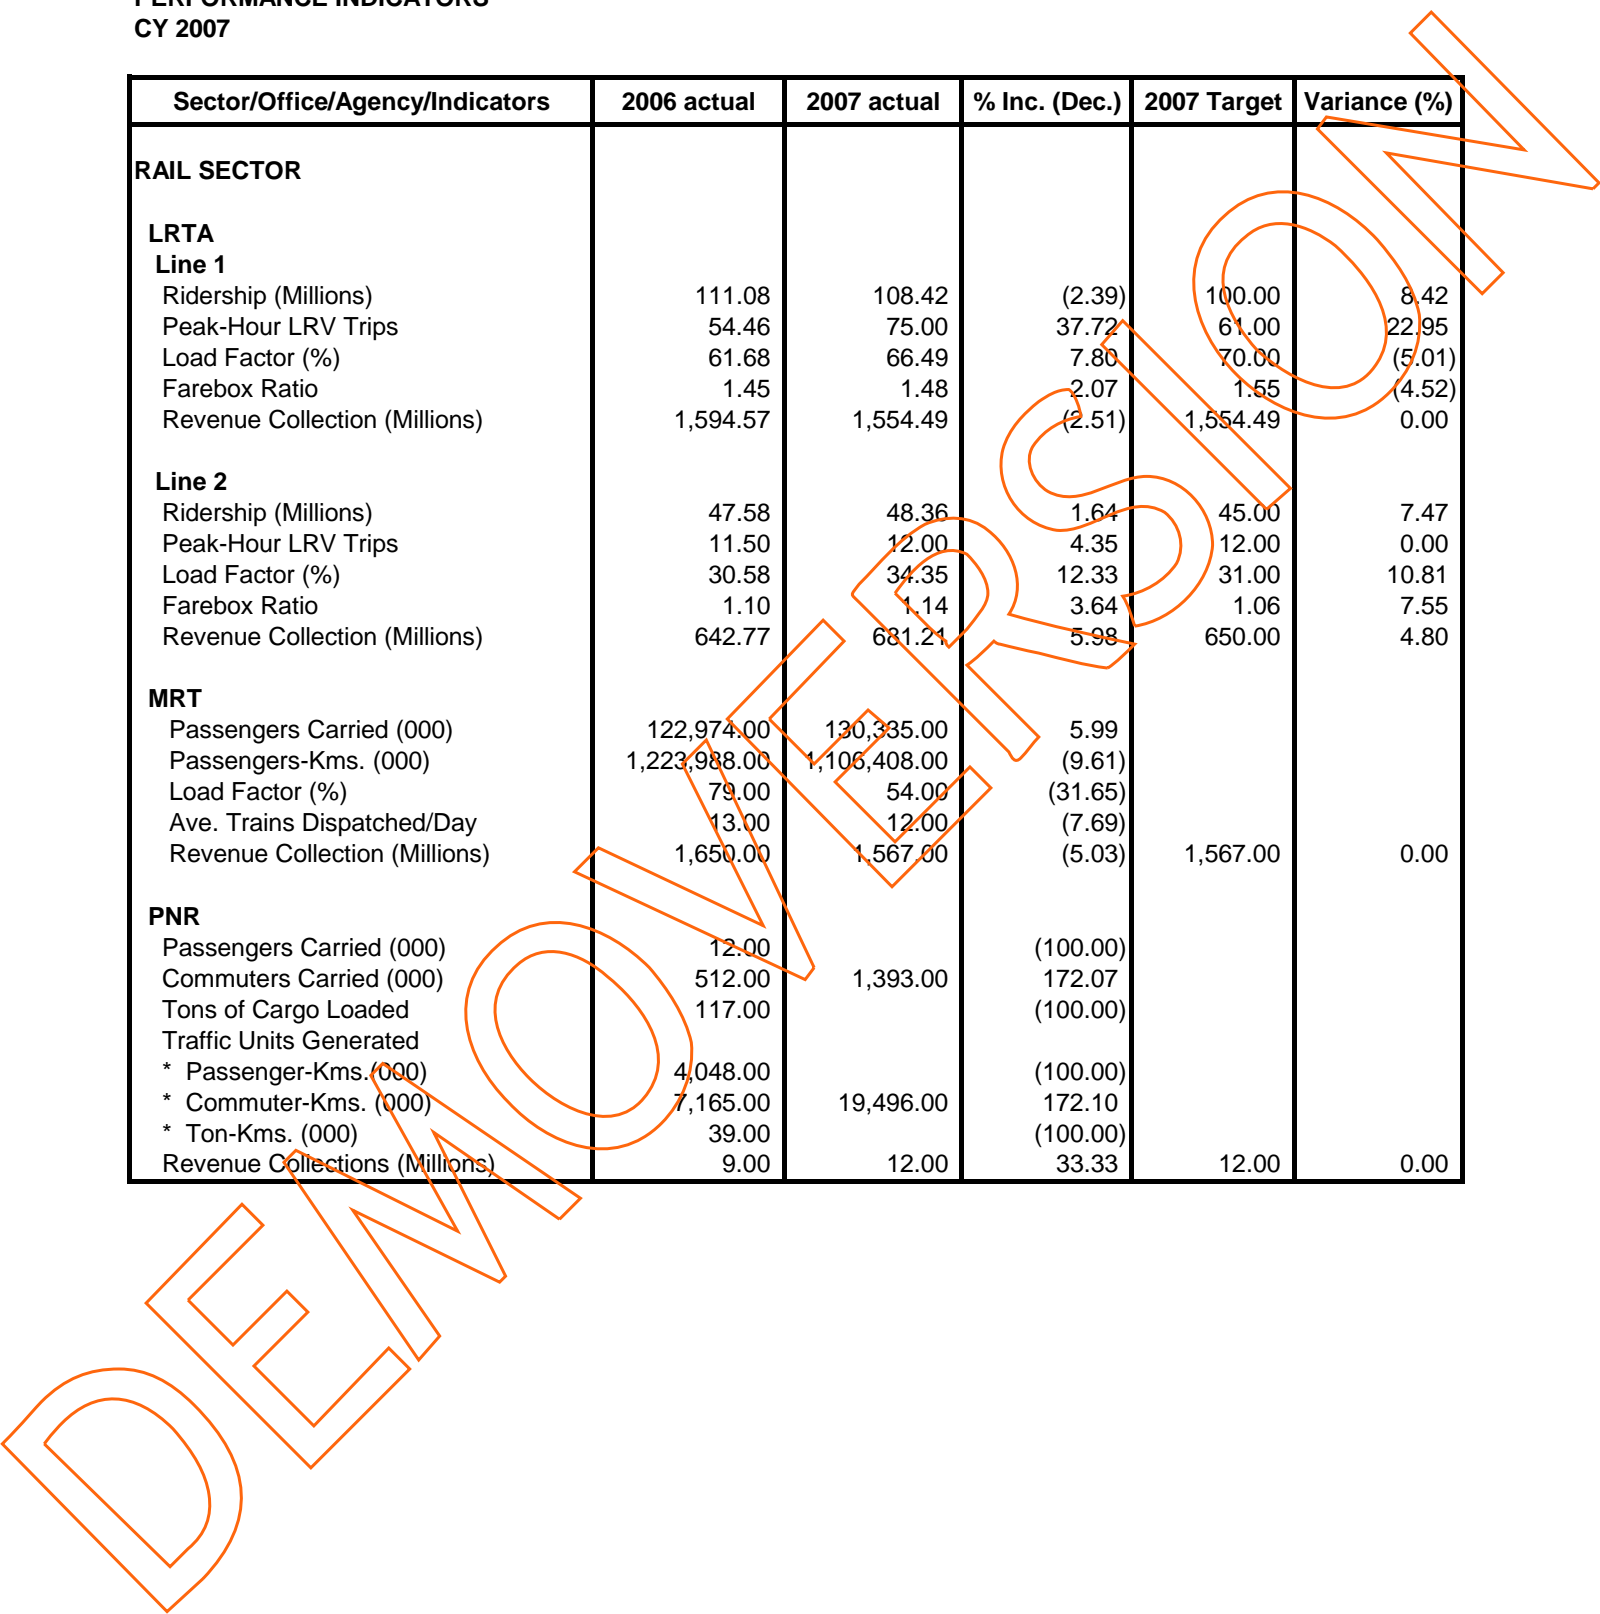 PERFORMANCE INDICATORS
CY 2007
Sector/Office/Agency/Indicators 2006 actual 2007 actual % Inc. (Dec.) 2007 Target Variance (%)
RAIL SECTOR
LRTA
Line 1
Ridership (Millions) 111.08 108.42 (2.39) 100.00 8.42
Peak-Hour LRV Trips 54.46 75.00 37.72 61.00 22.95
Load Factor (%) 61.68 66.49 7.80 70.00 (5.01)
Farebox Ratio 1.45 1.48 2.07 1.55 (4.52)
Revenue Collection (Millions) 1,594.57 1,554.49 (2.51) 1,554.49 0.00
Line 2
Ridership (Millions) 47.58 48.36 1.64 45.00 7.47
Peak-Hour LRV Trips 11.50 12.00 4.35 12.00 0.00
Load Factor (%) 30.58 34.35 12.33 31.00 10.81
Farebox Ratio 1.10 1.14 3.64 1.06 7.55
Revenue Collection (Millions) 642.77 681.21 5.98 650.00 4.80
MRT
Passengers Carried (000) 122,974.00 130,335.00 5.99
Passengers-Kms. (000) 1,223,988.00 1,106,408.00 (9.61)
Load Factor (%) 79.00 54.00 (31.65)
Ave. Trains Dispatched/Day 13.00 12.00 (7.69)
Revenue Collection (Millions) 1,650.00 1,567.00 (5.03) 1,567.00 0.00
PNR
Passengers Carried (000) 12.00 (100.00)
Commuters Carried (000) 512.00 1,393.00 172.07
Tons of Cargo Loaded 117.00 (100.00)
Traffic Units Generated
* Passenger-Kms.(000) 4,048.00 (100.00)
* Commuter-Kms. (000) 7,165.00 19,496.00 172.10
* Ton-Kms. (000) 39.00 (100.00)
Revenue Collections (Millions) 9.00 12.00 33.33 12.00 0.00
DEMO VERSION